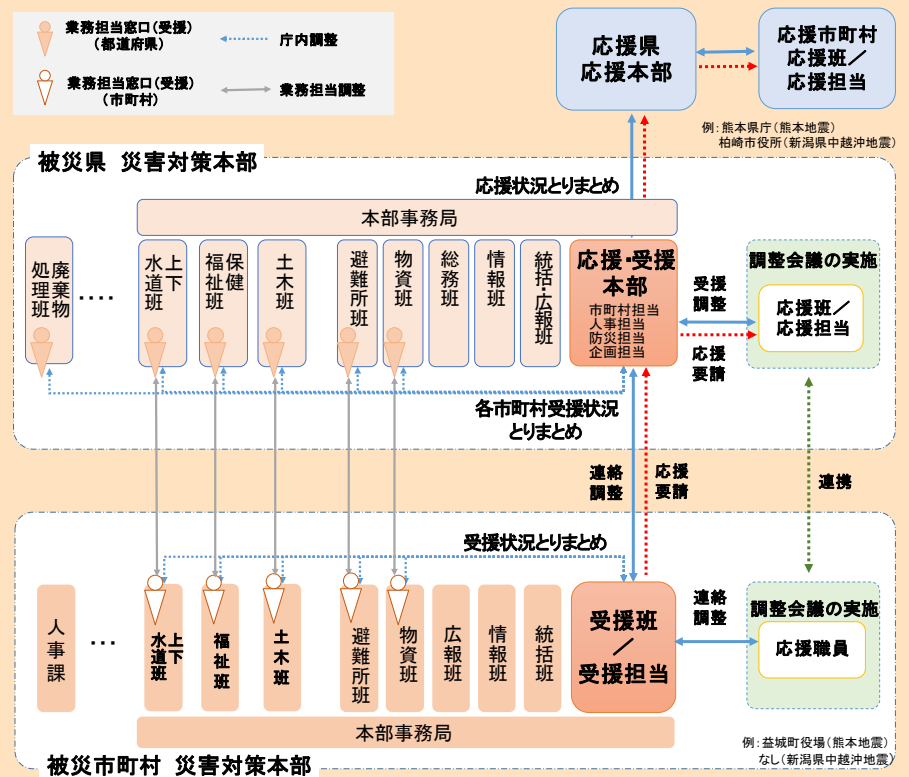 業務担当窓口(受援)
(都道府県)
庁内調整
業務担当窓口(受援)
(市町村)
業務担当調整
応援県
応援本部
応援市町村
応援班/
応援担当
例:熊本県庁(熊本地震)
柏崎市役所(新潟県中越沖地震)
被災県 災害対策本部
応援状況とりまとめ
本部事務局
廃棄物
処理班
‥‥
上下
水道班
保健
福祉班
土木班
避難所班
物資班
総務班
情報班
統括・広報班
応援・受援
本部
市町村担当
人事担当
防災担当
企画担当
受援
調整
応援
要請
調整会議の実施
応援班/
応援担当
各市町村受援状況
とりまとめ
連絡
調整
応援
要請
連携
受援状況とりまとめ
人事課
…
上下
水道班
福祉班
土木班
避難所班
物資班
広報班
情報班
統括班
受援班
/
受援担当
連絡
調整
調整会議の実施
応援職員
本部事務局
例:益城町役場(熊本地震)
なし(新潟県中越沖地震)
被災市町村 災害対策本部